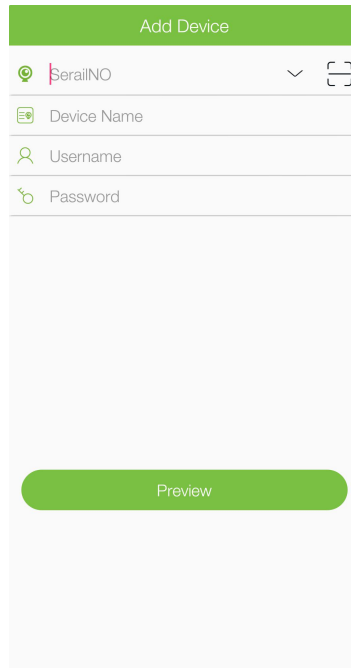 Add Device
SerailNO
Device Name
Username
Password
Preview